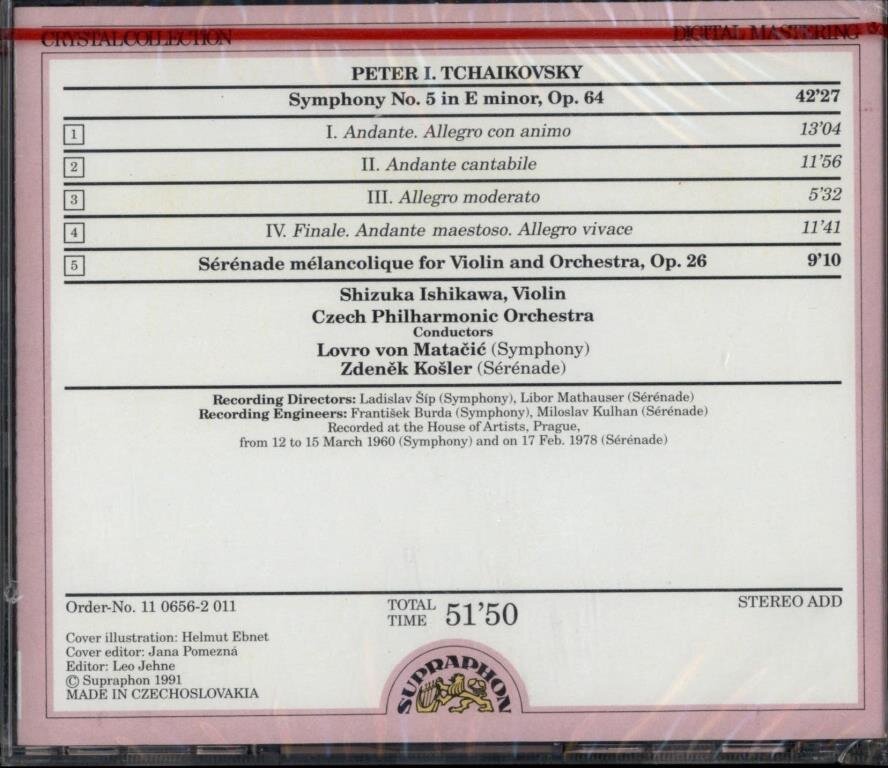 CRYSTALCOLLECTION DIGITAL MASTERING
PETER I. TCHAIKOVSKY
Symphony No. 5 in E minor, Op. 64 42'27
1 I. Andante. Allegro con animo 13'04
2 II. Andante cantabile 11'56
3 III. Allegro moderato 5'32
4 IV. Finale. Andante maestoso. Allegro vivace 11'41
5 Sérénade mélancolique for Violin and Orchestra, Op. 26 9'10
Shizuka Ishikawa, Violin
Czech Philharmonic Orchestra
Conductors
Lovro von Matačić (Symphony)
Zdeněk Košler (Sérénade)
Recording Directors: Ladislav Šíp (Symphony), Libor Mathauser (Sérénade)
Recording Engineers: František Burda (Symphony), Miloslav Kulhan (Sérénade)
Recorded at the House of Artists, Prague,
from 12 to 15 March 1960 (Symphony) and on 17 Feb. 1978 (Sérénade)
Order-No. 11 0656-2 011
TOTAL TIME 51'50
STEREO ADD
Cover illustration: Helmut Ebnet
Cover editor: Jana Pomezná
Editor: Leo Jehne
© Supraphon 1991
MADE IN CZECHOSLOVAKIA
SUPRAPHON